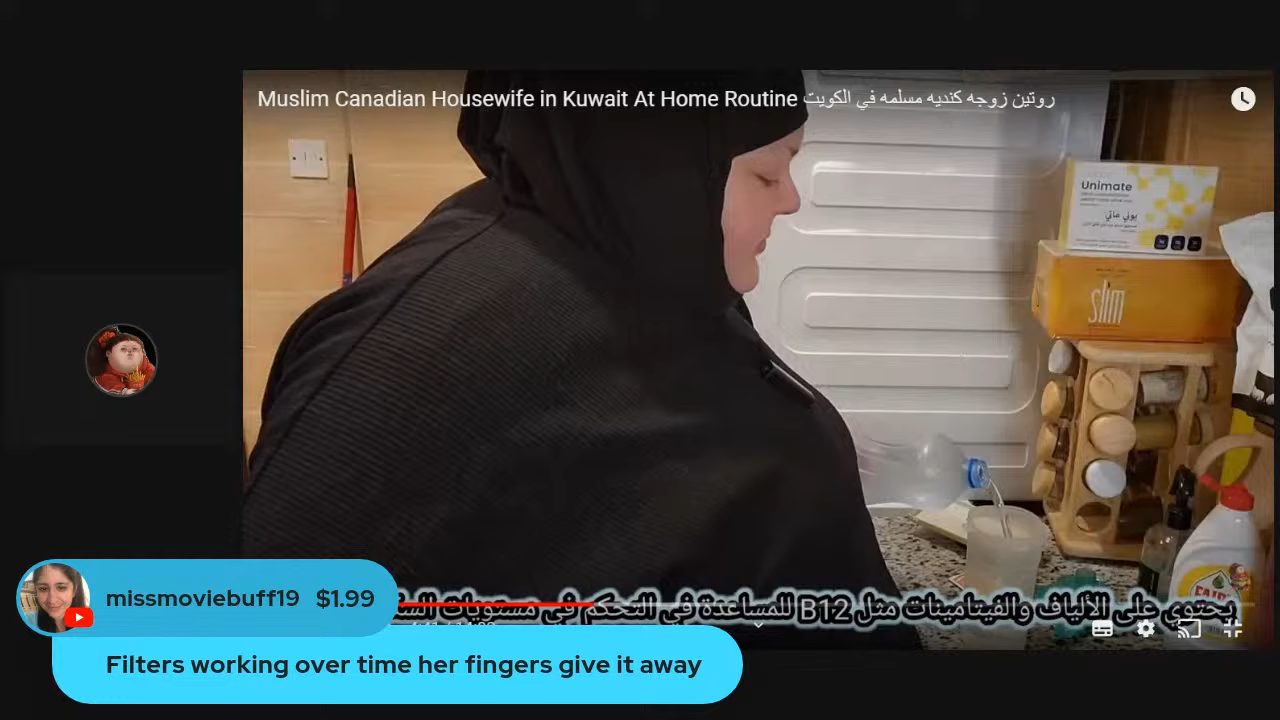 Muslim Canadian Housewife in Kuwait At Home Routine روتين زوجه كنديه مسلمه في الكويت
Unimate
يوني ماتي
slim
يحتوي على الألياف والفيتامينات مثل B12 للمساعدة في التحكم في مستويات
missmoviebuff19 $1.99
Filters working over time her fingers give it away